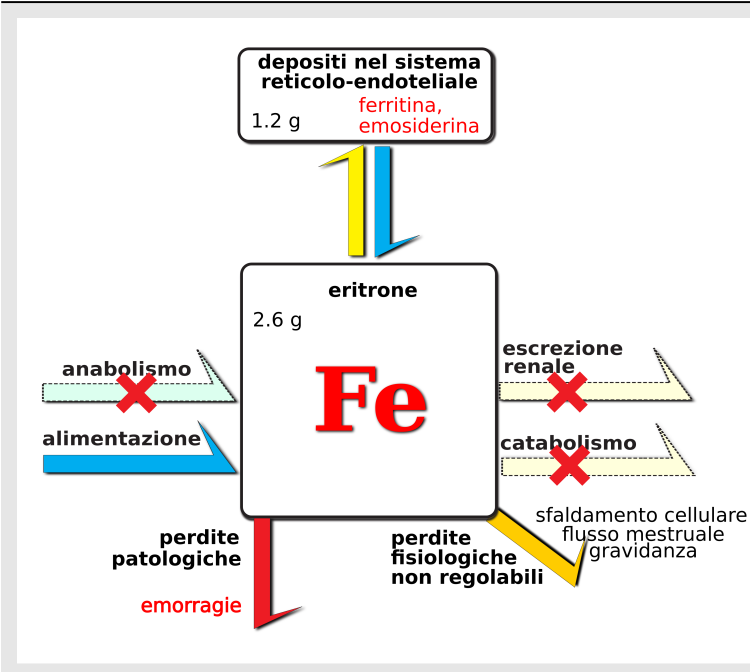 depositi nel sistema
reticolo-endoteliale
1.2 g
ferritina,
emosiderina
eritrone
2.6 g
Fe
anabolismo
alimentazione
escrezione
renale
catabolismo
perdite
patologiche
emorragie
perdite
fisiologiche
non regolabili
sfaldamento cellulare
flusso mestruale
gravidanza